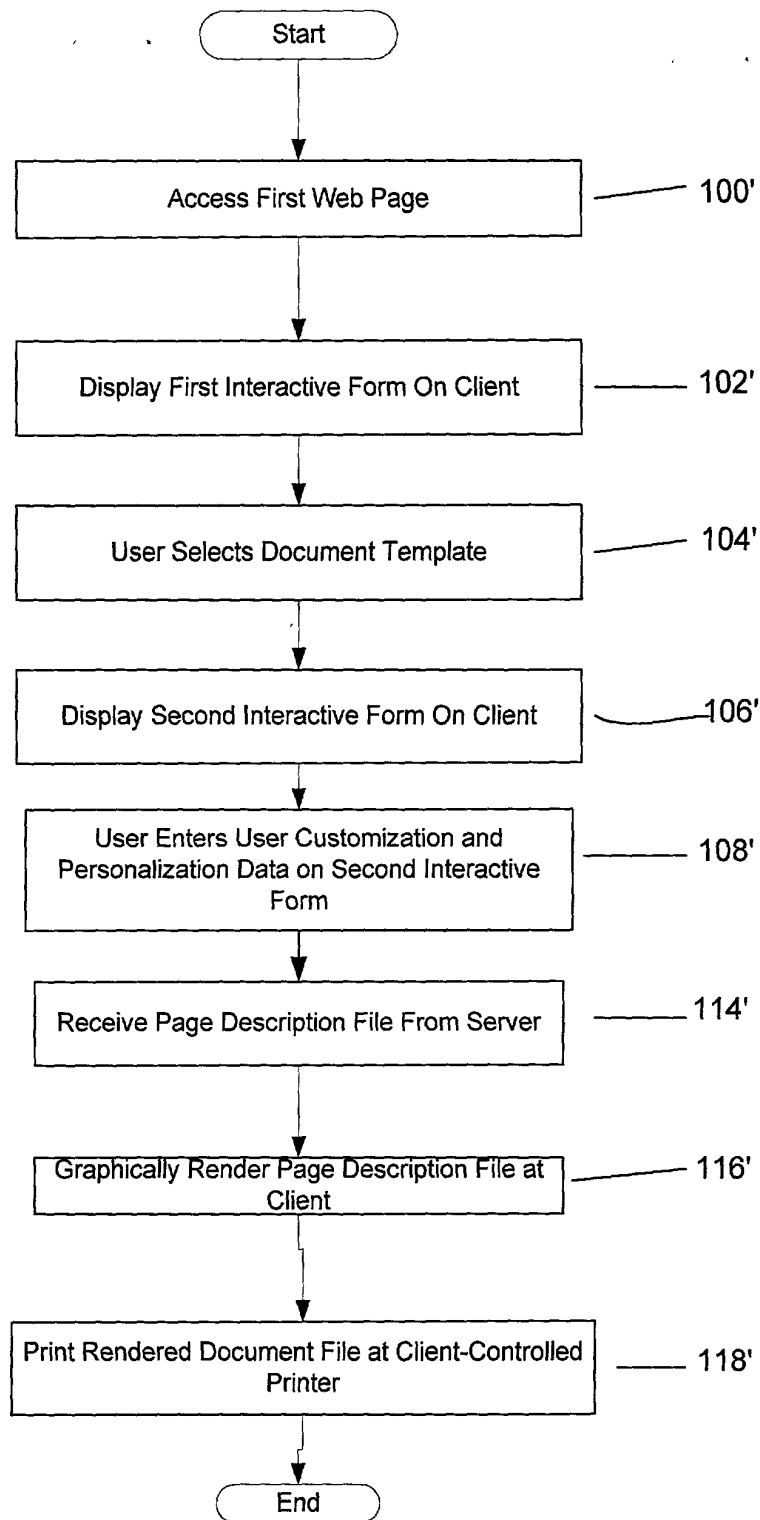 Start
Access First Web Page
100'
Display First Interactive Form On Client
102'
User Selects Document Template
104'
Display Second Interactive Form On Client
106'
User Enters User Customization and
Personalization Data on Second Interactive
Form
108'
Receive Page Description File From Server
114'
Graphically Render Page Description File at
Client
116'
Print Rendered Document File at Client-Controlled
Printer
118'
End